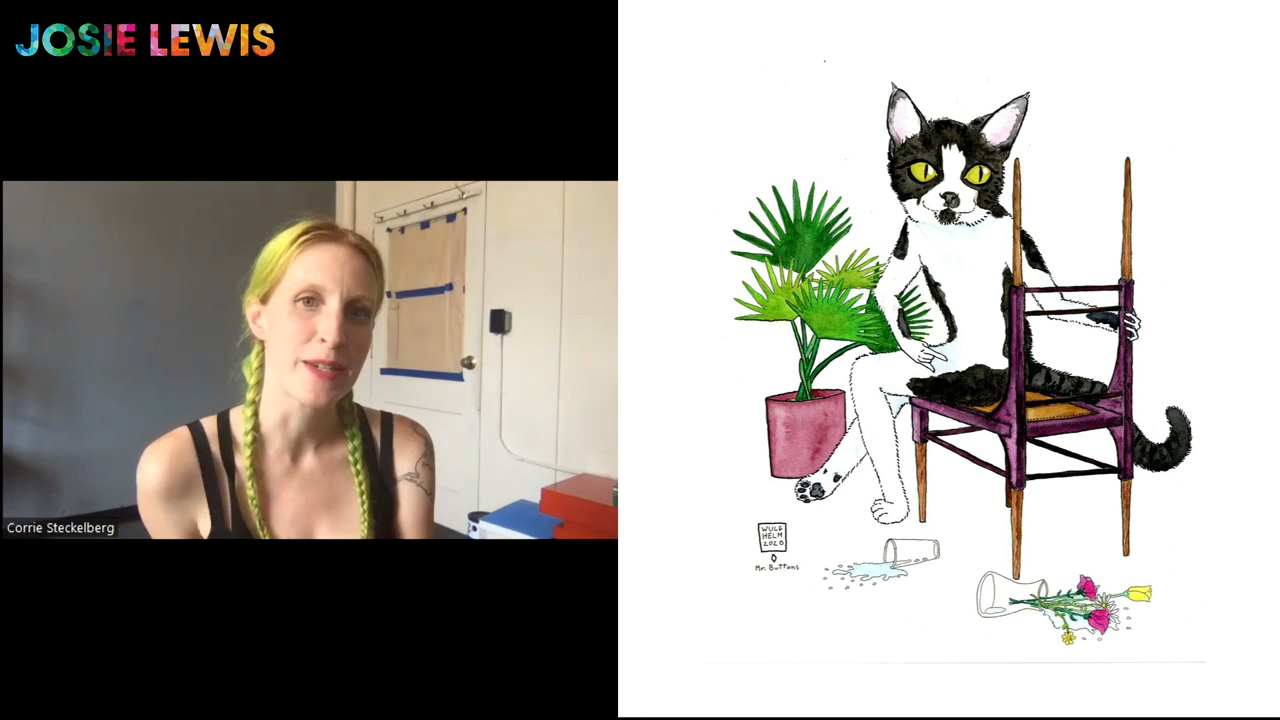 JOSIE LEWIS
Corrie Steckelberg
WULF
HELM
2020
Mr. Buttons